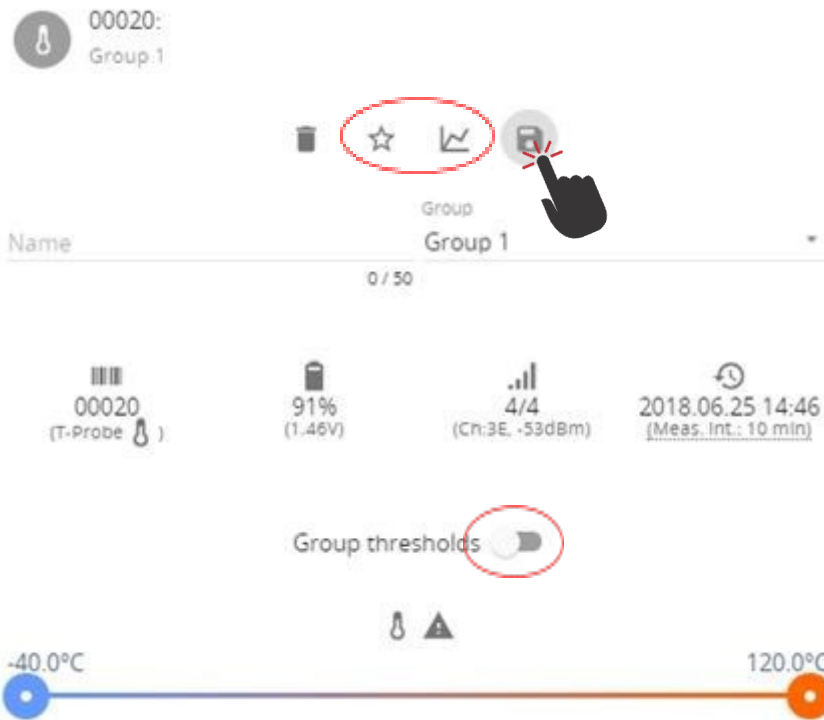 00020:
Group 1
Group
Name
Group 1
0 / 50
00020 91% 4/4 2018.06.25 14:46
(T-Probe ) (1.46V) (Ch:3E, -53dBm) (Meas. Int.: 10 min)
Group thresholds
-40.0°C 120.0°C